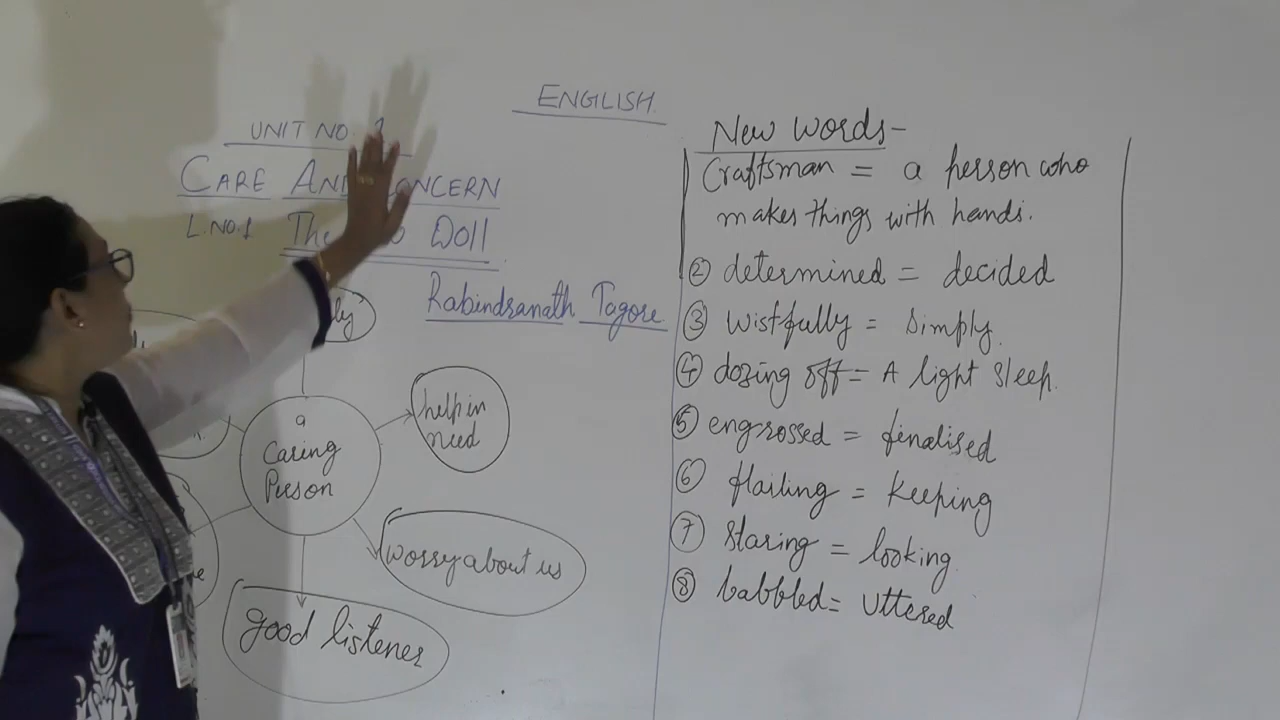 ENGLISH.
UNIT NO.
CARE AND CONCERN
L.NO.1 The Doll
Rabindranath Tagore
a
Caring
Person
help in
need
worry about us
good listener
New words-
Craftsman = a person who
makes things with hands.
② determined = decided
③ wistfully = simply.
④ dozing off = A light sleep.
⑤ engrossed = finalised
⑥ flailing = keeping
⑦ staring = looking
⑧ babbled = uttered